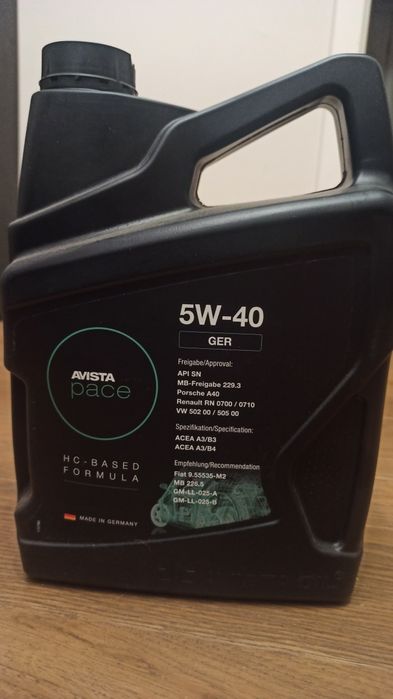 5W-40
GER
AVISTA
pace
HC-BASED
FORMULA
MADE IN GERMANY
Freigabe/Approval:
API SN
MB-Freigabe 229.3
Porsche A40
Renault RN 0700 / 0710
VW 502 00 / 505 00
Spezifikation/Specification:
ACEA A3/B3
ACEA A3/B4
Empfehlung/Recommendation
Fiat 9.55535-M2
MB 226.5
GM-LL-025-A
GM-LL-025-B